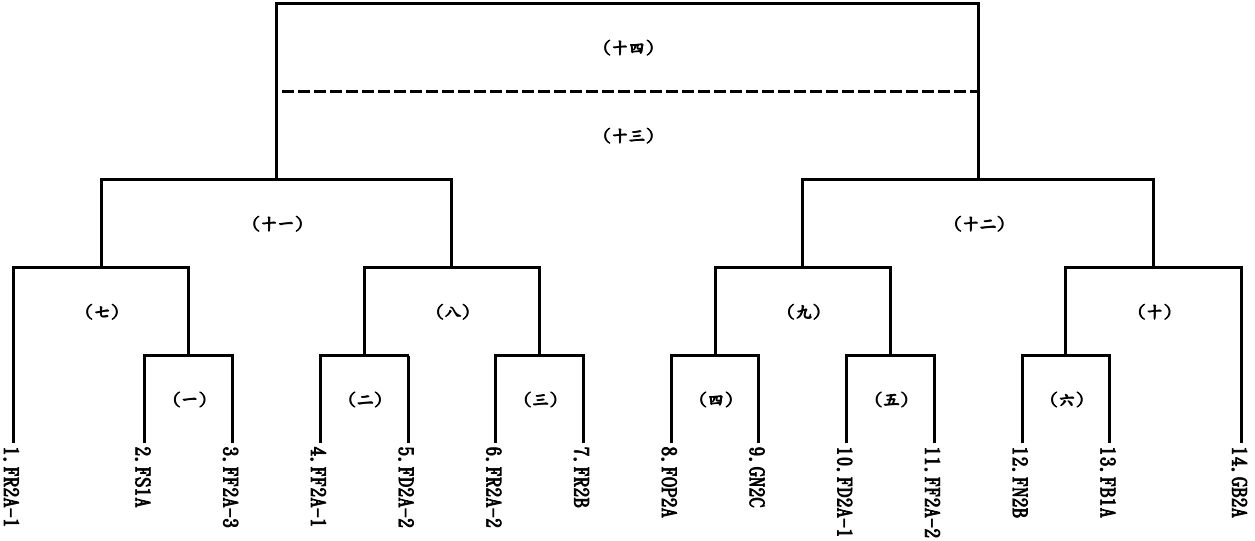 （十四）
（十三）
（十一）
（十二）
（七）
（八）
（九）
（十）
（一）
（二）
（三）
（四）
（五）
（六）
1.FR2A-1
2.FS1A
3.FF2A-3
4.FF2A-1
5.FD2A-2
6.FR2A-2
7.FR2B
8.FOP2A
9.GN2C
10.FD2A-1
11.FF2A-2
12.FN2B
13.FB1A
14.GB2A